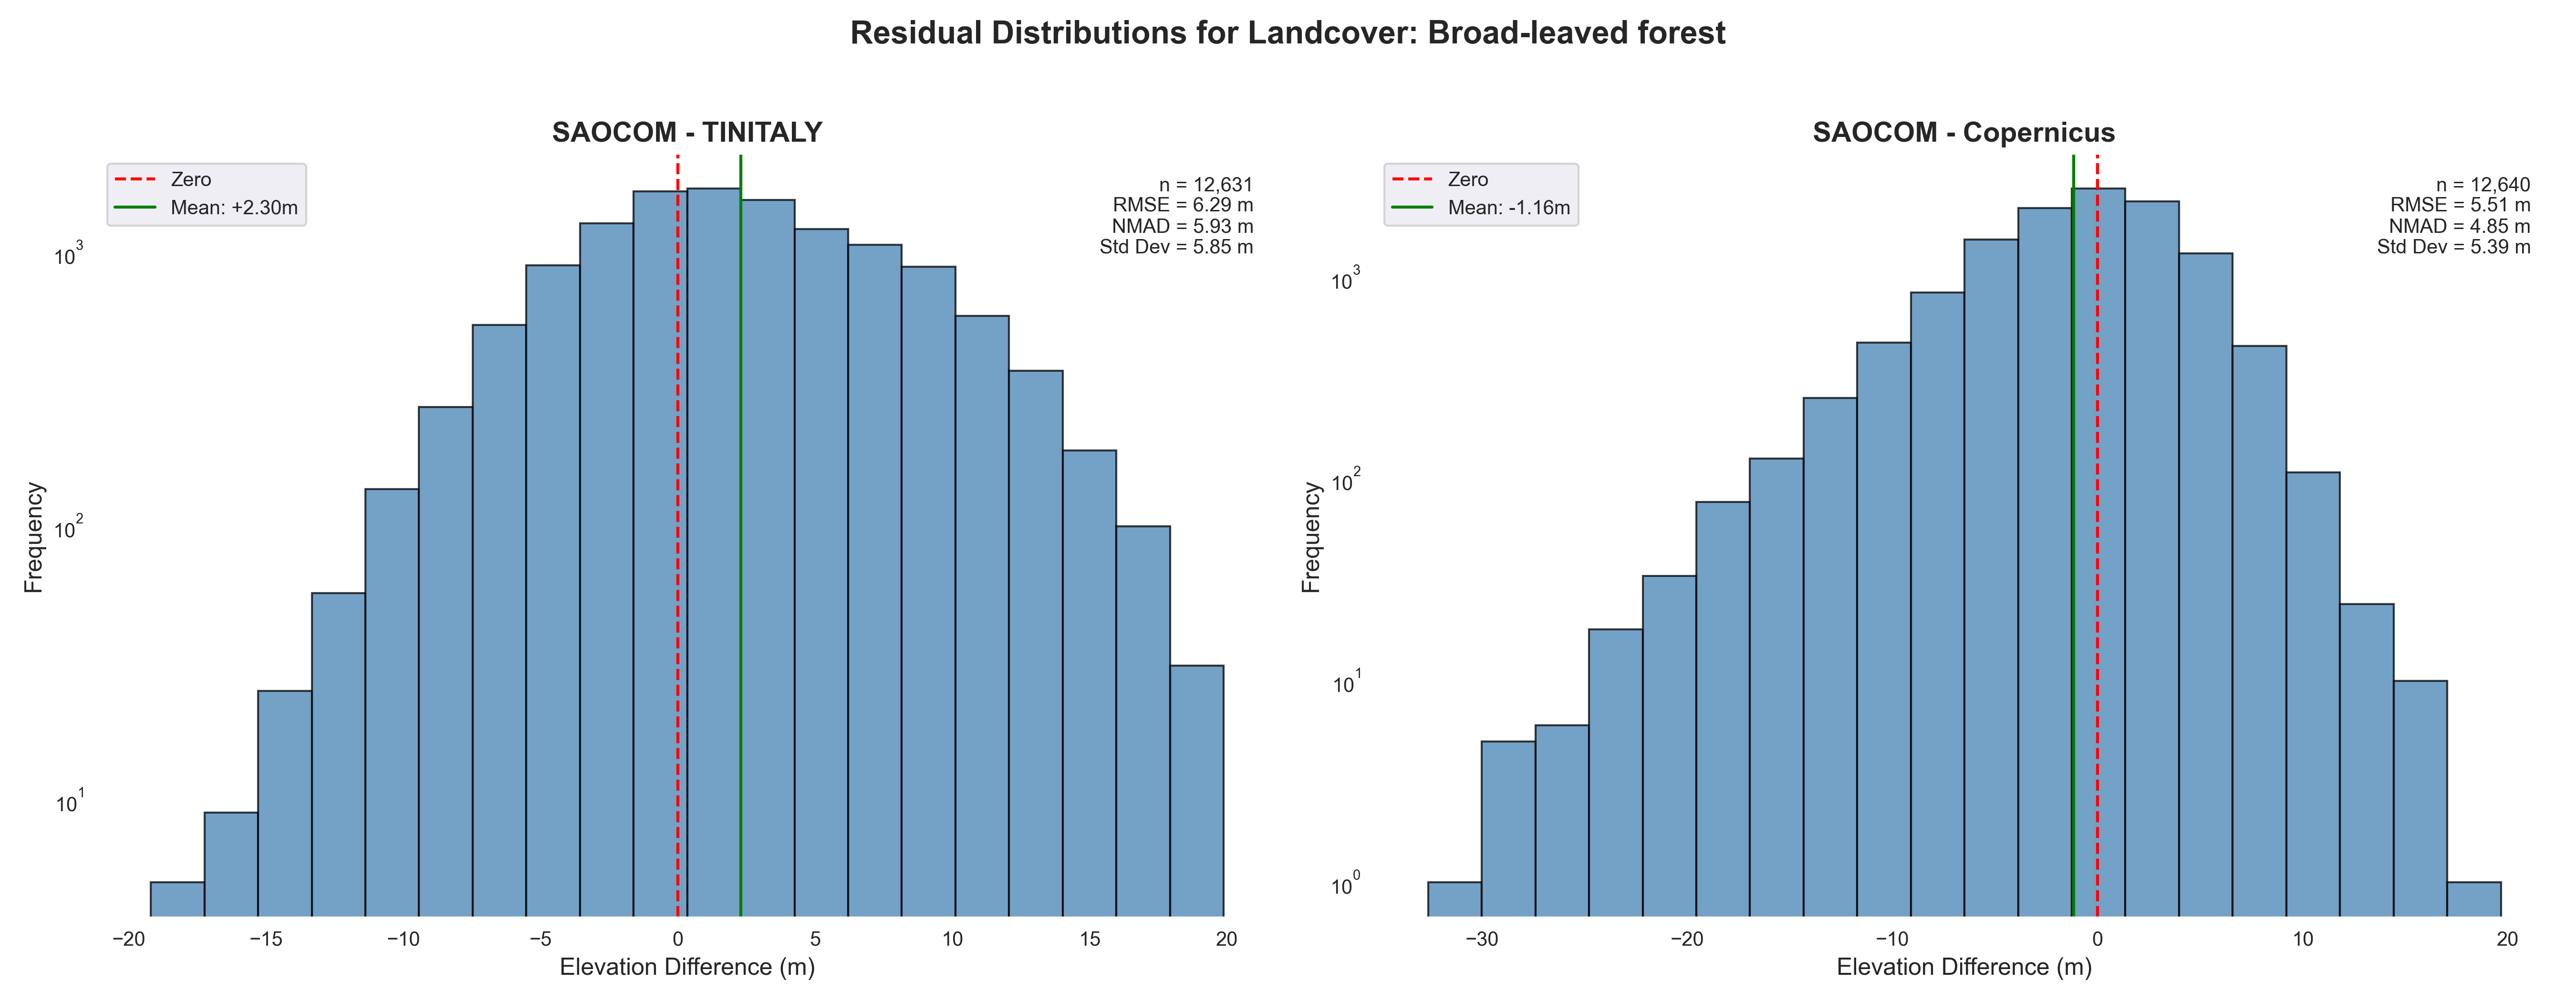 Residual Distributions for Landcover: Broad-leaved forest
SAOCOM - TINITALY
Zero
Mean: +2.30m
n = 12,631
RMSE = 6.29 m
NMAD = 5.93 m
Std Dev = 5.85 m
10^3
10^2
10^1
Frequency
−20 −15 −10 −5 0 5 10 15 20
Elevation Difference (m)
SAOCOM - Copernicus
Zero
Mean: -1.16m
n = 12,640
RMSE = 5.51 m
NMAD = 4.85 m
Std Dev = 5.39 m
10^3
10^2
10^1
10^0
Frequency
−30 −20 −10 0 10 20
Elevation Difference (m)